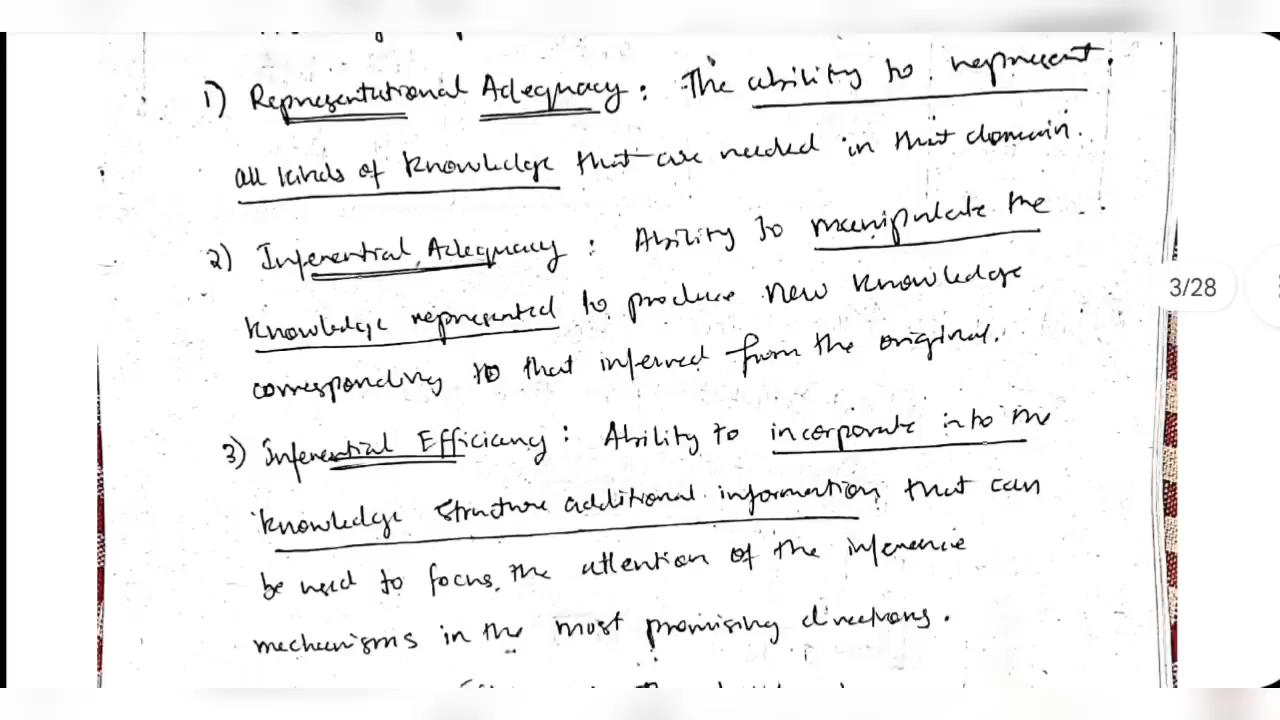 1) Representational Adequacy : The ability to represent
all kinds of knowledge that are needed in that domain.
2) Inferential Adequacy : Ability to manipulate the
knowledge represented to produce new knowledge
corresponding to that inferred from the original.
3/28
3) Inferential Efficiency : Ability to incorporate into the
knowledge structure additional information that can
be used to focus the attention of the inference
mechanisms in the most promising directions.